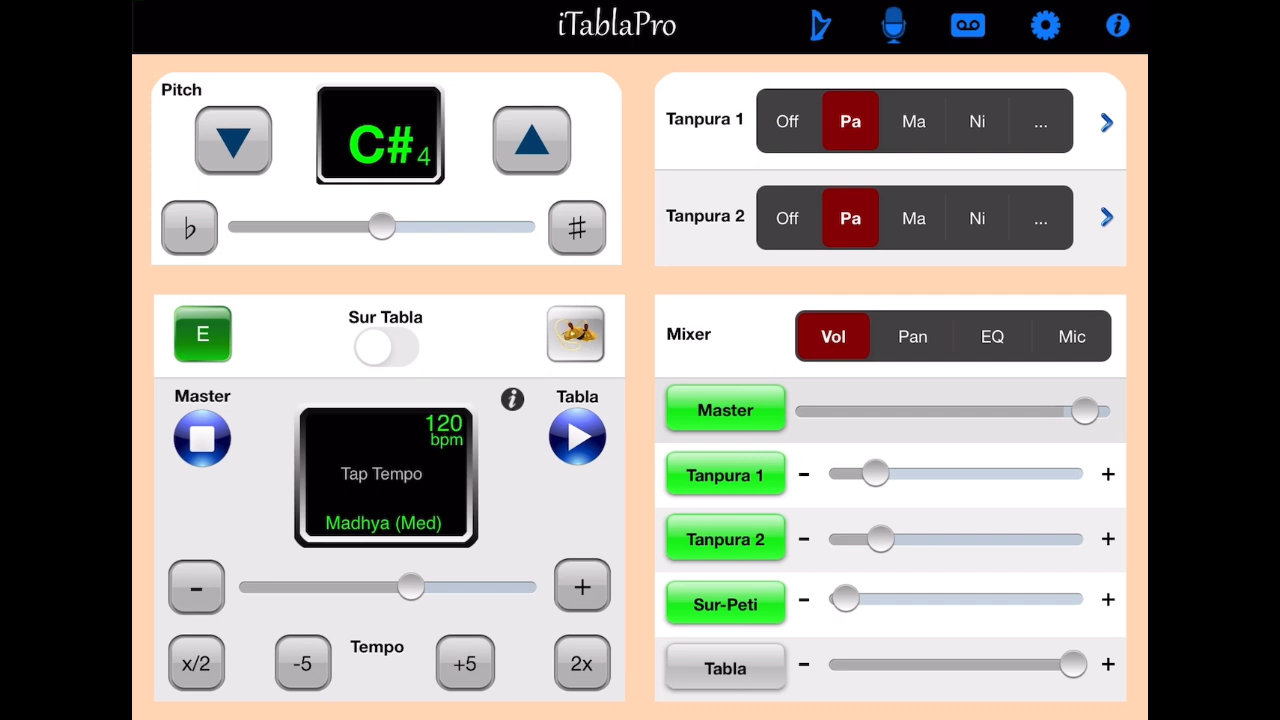 iTablaPro
Pitch
C#4
♭
♯
Tanpura 1
Off Pa Ma Ni ...
Tanpura 2
Off Pa Ma Ni ...
E
Sur Tabla
Master
Tabla
120
bpm
Tap Tempo
Madhya (Med)
- +
Tempo
x/2 -5 +5 2x
Mixer
Vol Pan EQ Mic
Master
Tanpura 1 - +
Tanpura 2 - +
Sur-Peti - +
Tabla - +